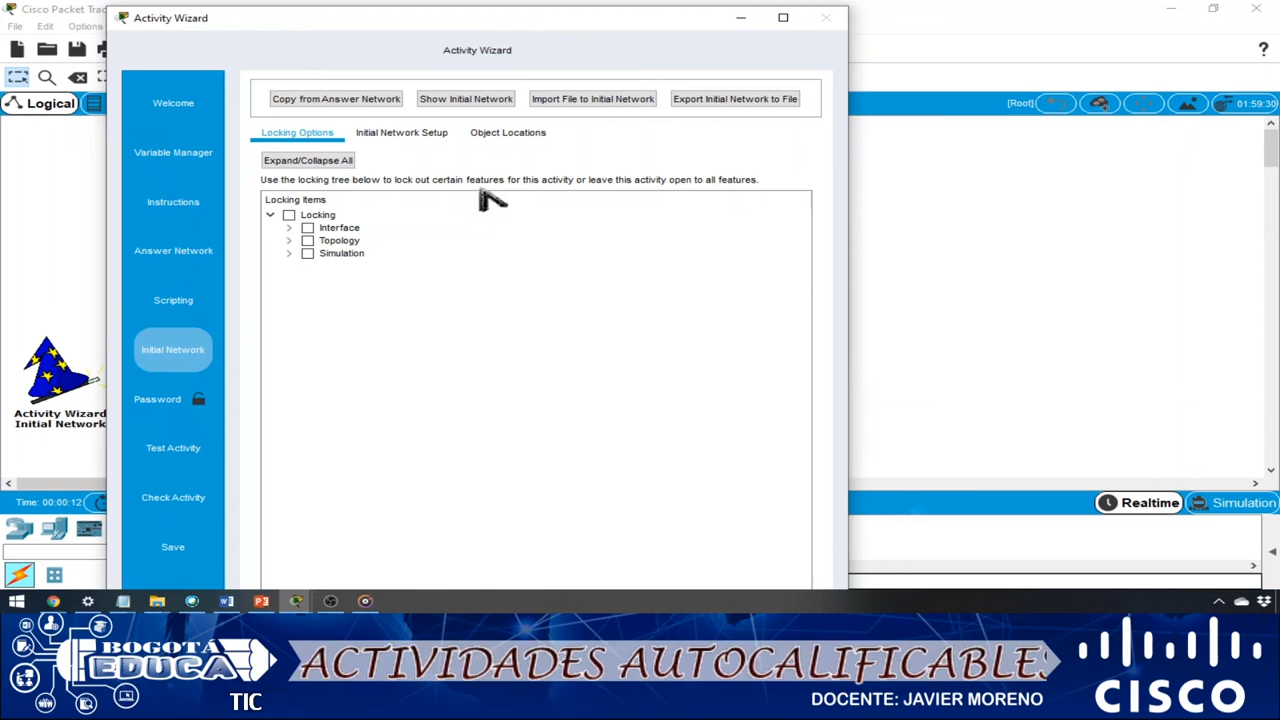 Cisco Packet Tra
Activity Wizard
File Edit Options
Activity Wizard
Logical
[Root]
01:59:30
Welcome
Variable Manager
Instructions
Answer Network
Scripting
Initial Network
Password
Test Activity
Check Activity
Save
Copy from Answer Network Show Initial Network Import File to Initial Network Export Initial Network to File
Locking Options Initial Network Setup Object Locations
Expand/Collapse All
Use the locking tree below to lock out certain features for this activity or leave this activity open to all features.
Locking Items
Locking
Interface
Topology
Simulation
Activity Wizard
Initial Network
Time: 00:00:12
Realtime Simulation
BOGOTÁ
EDUCA
TIC
ACTIVIDADES AUTOCALIFICABLES
DOCENTE: JAVIER MORENO
CISCO